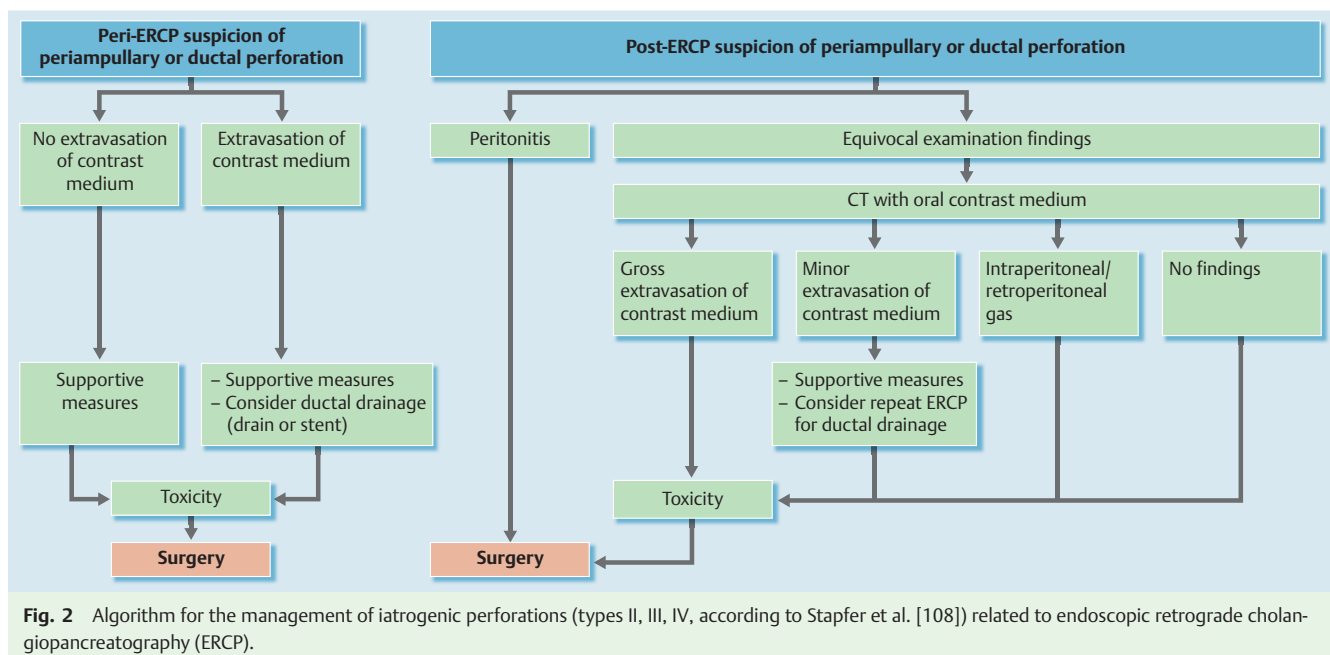 Peri-ERCP suspicion of
periampullary or ductal perforation
No extravasation
of contrast
medium
Extravasation of
contrast medium
Supportive
measures
– Supportive measures
– Consider ductal drainage
(drain or stent)
Toxicity
Surgery
Post-ERCP suspicion of periampullary or ductal perforation
Peritonitis
Equivocal examination findings
CT with oral contrast medium
Gross
extravasation of
contrast medium
Minor
extravasation of
contrast medium
Intraperitoneal/
retroperitoneal
gas
No findings
– Supportive measures
– Consider repeat ERCP
for ductal drainage
Toxicity
Surgery
Fig. 2 Algorithm for the management of iatrogenic perforations (types II, III, IV, according to Stapfer et al. [108]) related to endoscopic retrograde cholan-
giopancreatography (ERCP).